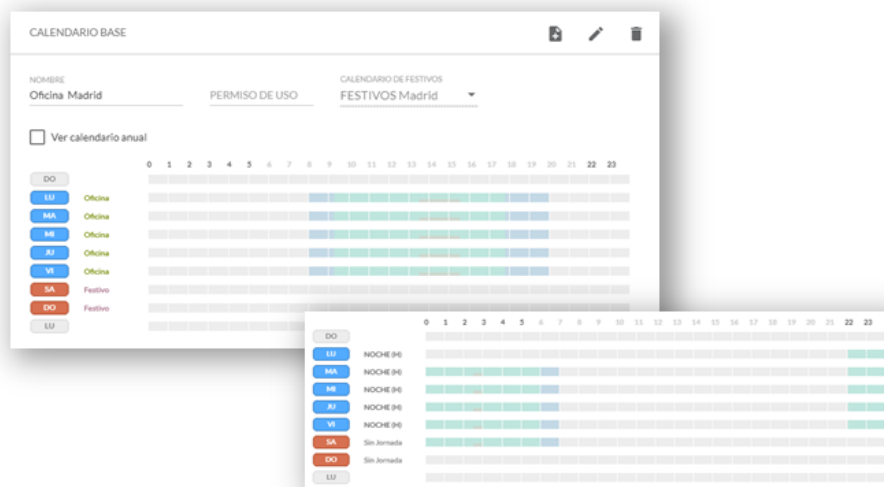 CALENDARIO BASE
NOMBRE
Oficina Madrid
PERMISO DE USO
CALENDARIO DE FESTIVOS
FESTIVOS Madrid
Ver calendario anual
0 1 2 3 4 5 6 7 8 9 10 11 12 13 14 15 16 17 18 19 20 21 22 23
DO
LU Oficina
MA Oficina
MI Oficina
JU Oficina
VI Oficina
SA Festivo
DO Festivo
LU
0 1 2 3 4 5 6 7 8 9 10 11 12 13 14 15 16 17 18 19 20 21 22 23
DO
LU NOCHE (H)
MA NOCHE (H)
MI NOCHE (H)
JU NOCHE (H)
VI NOCHE (H)
SA Sin Jornada
DO Sin Jornada
LU